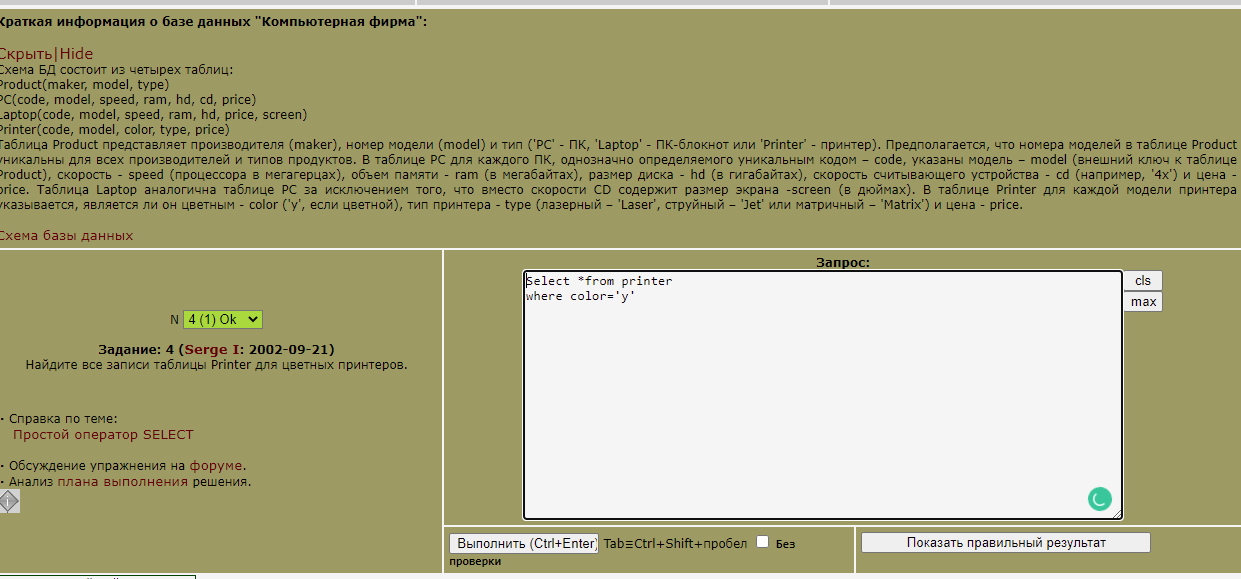 Краткая информация о базе данных "Компьютерная фирма":
Скрыть|Hide
Схема БД состоит из четырех таблиц:
Product(maker, model, type)
PC(code, model, speed, ram, hd, cd, price)
Laptop(code, model, speed, ram, hd, price, screen)
Printer(code, model, color, type, price)
Таблица Product представляет производителя (maker), номер модели (model) и тип ('PC' - ПК, 'Laptop' - ПК-блокнот или 'Printer' - принтер). Предполагается, что номера моделей в таблице Product
уникальны для всех производителей и типов продуктов. В таблице PC для каждого ПК, однозначно определяемого уникальным кодом – code, указаны модель – model (внешний ключ к таблице
Product), скорость - speed (процессора в мегагерцах), объем памяти - ram (в мегабайтах), размер диска - hd (в гигабайтах), скорость считывающего устройства - cd (например, '4x') и цена -
price. Таблица Laptop аналогична таблице РС за исключением того, что вместо скорости CD содержит размер экрана -screen (в дюймах). В таблице Printer для каждой модели принтера
указывается, является ли он цветным - color ('y', если цветной), тип принтера - type (лазерный – 'Laser', струйный – 'Jet' или матричный – 'Matrix') и цена - price.
Схема базы данных
Запрос:
Select *from printer
where color='y'
cls
max
N 4 (1) Ok
Задание: 4 (Serge I: 2002-09-21)
Найдите все записи таблицы Printer для цветных принтеров.
· Справка по теме:
Простой оператор SELECT
· Обсуждение упражнения на форуме.
· Анализ плана выполнения решения.
Выполнить (Ctrl+Enter) Tab≡Ctrl+Shift+пробел Без
проверки
Показать правильный результат